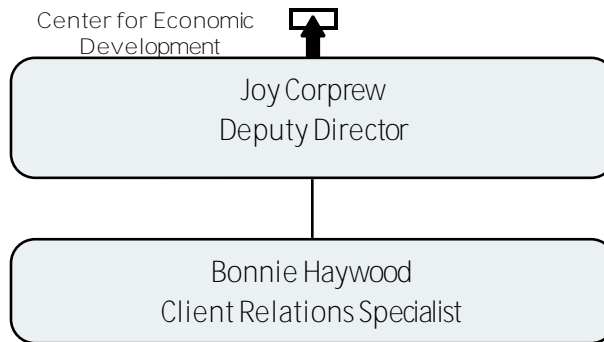 Center for Economic
Development
Joy Corprew
Deputy Director
Bonnie Haywood
Client Relations Specialist